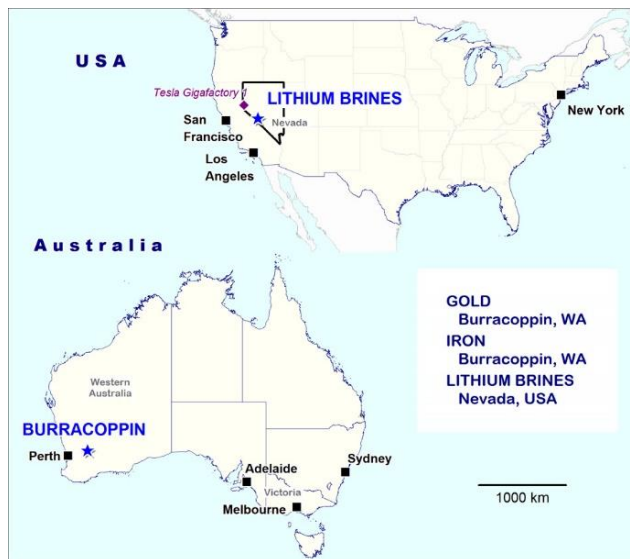 USA
Tesla Gigafactory 1
LITHIUM BRINES
Nevada
San
Francisco
Los
Angeles
New York
Australia
Western
Australia
BURRACOPPIN
Perth
Adelaide
Victoria
Melbourne
Sydney
GOLD
Burracoppin, WA
IRON
Burracoppin, WA
LITHIUM BRINES
Nevada, USA
1000 km